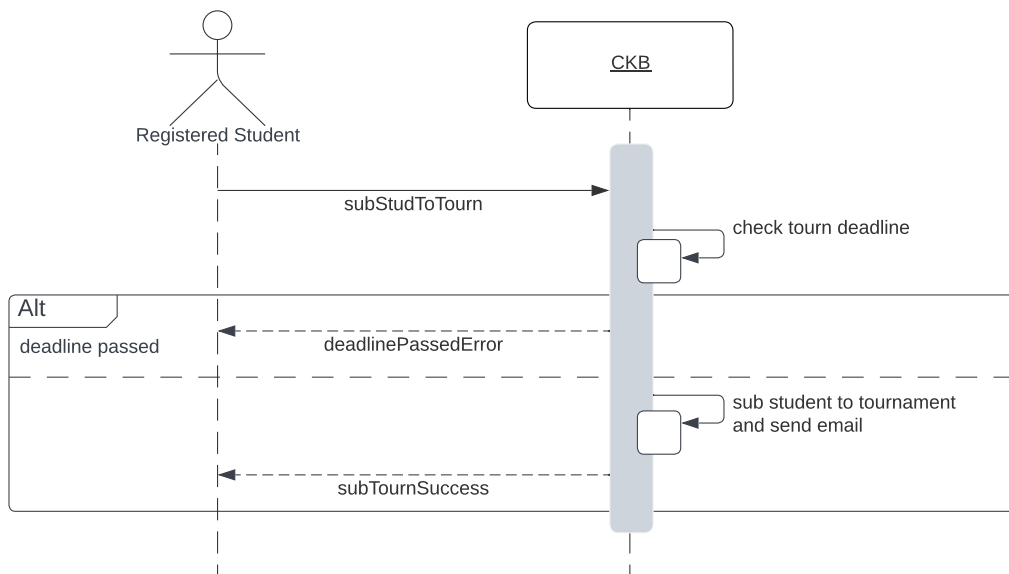 CKB
Registered Student
subStudToTourn
check tourn deadline
Alt
deadlinePassedError
deadline passed
sub student to tournament
and send email
subTournSuccess